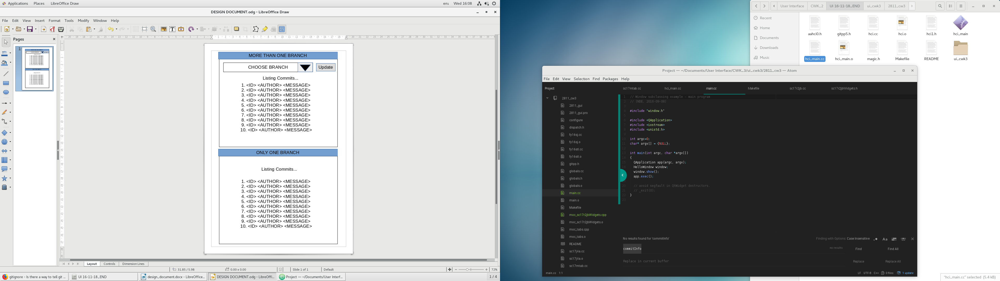 Applications Places LibreOffice Draw
en₁ Wed 16:08
DESIGN DOCUMENT.odg - LibreOffice Draw
File Edit View Insert Format Tools Modify Window Help
Pages
1
MORE THAN ONE BRANCH
CHOOSE BRANCH
Update
Listing Commits...
1. <ID> <AUTHOR> <MESSAGE>
2. <ID> <AUTHOR> <MESSAGE>
3. <ID> <AUTHOR> <MESSAGE>
4. <ID> <AUTHOR> <MESSAGE>
5. <ID> <AUTHOR> <MESSAGE>
6. <ID> <AUTHOR> <MESSAGE>
7. <ID> <AUTHOR> <MESSAGE>
8. <ID> <AUTHOR> <MESSAGE>
9. <ID> <AUTHOR> <MESSAGE>
10. <ID> <AUTHOR> <MESSAGE>
ONLY ONE BRANCH
Listing Commits...
1. <ID> <AUTHOR> <MESSAGE>
2. <ID> <AUTHOR> <MESSAGE>
3. <ID> <AUTHOR> <MESSAGE>
4. <ID> <AUTHOR> <MESSAGE>
5. <ID> <AUTHOR> <MESSAGE>
6. <ID> <AUTHOR> <MESSAGE>
7. <ID> <AUTHOR> <MESSAGE>
8. <ID> <AUTHOR> <MESSAGE>
9. <ID> <AUTHOR> <MESSAGE>
10. <ID> <AUTHOR> <MESSAGE>
Layout Controls Dimension Lines
31.85 / 5.98 0.00 x 0.00 Slide 1 of 1 Default 72%
gitignore - Is there a way to tell git ... UI 16-11-18_END design_document.docx - LibreOffice... DESIGN DOCUMENT.odg - LibreOffi... Project — ~/Documents/User Interf... 1 / 4
User Interface CWK_2 UI 16-11-18_END ui_cwk3 2811_cw3
Recent
Home
Documents
Downloads
Music
aahci0.h gitpp5.h hci.cc hci.o hci1.h hci_main
hci_main.cc hci_main.o magic.h Makefile README ui_cwk3
Project — ~/Documents/User Interface/CWK_3/ui_cwk3/2811_cw3 — Atom
File Edit View Selection Find Packages Help
Project
sc17mtab.cc hci_main.cc main.cc Makefile sc17r2jb.cc sc17r2jbWidgets.h
2811_cw3
2811_gui
2811_gui.pro
configure
dispatch.h
fy16sj.cc
fy16sj.o
fy16stl.cc
fy16stl.o
gitpp.h
globals.cc
globals.h
globals.o
main.cc
main.o
Makefile
moc_sc17r2jbWidgets.cpp
moc_sc17r2jbWidgets.o
moc_tabs.cpp
moc_tabs.o
README
sc17j4a.cc
sc17j4a.o
sc17mtab.cc
// Window subclassing example - main program
// (NDE, 2016-09-08)
#include "window.h"
#include <QApplication>
#include <iostream>
#include <unistd.h>
int argc=0;
char* argv[] = {NULL};
int main(int argc, char *argv[])
{
QApplication app(argc, argv);
HelloWindow window;
window.show();
app.exec();
// avoid segfault in QtWidget destructors.
// _exit(0);
}
No results found for 'commitInfo'
Finding with Options: Case Insensitive
commitInfo no results Find Find All
Replace in current buffer Replace Replace All
main.cc 1:1 LF UTF-8 C++ 0 files 1 update
"hci_main.cc" selected (5.4 kB)